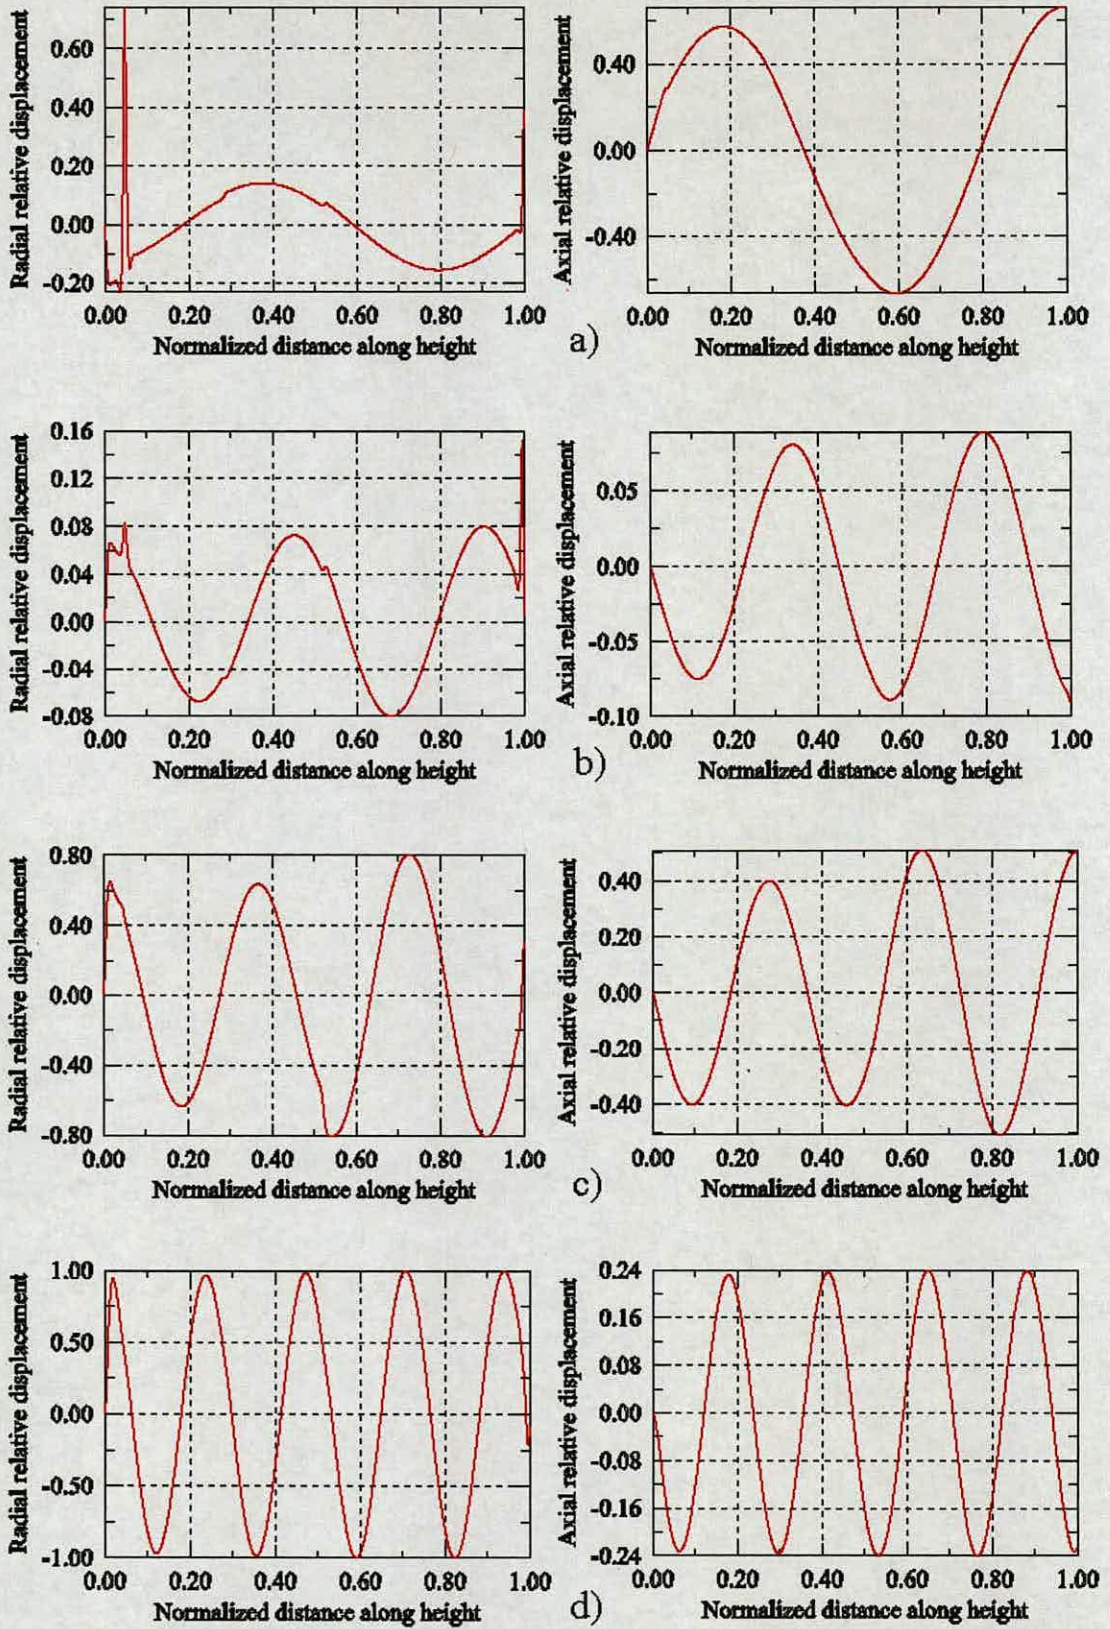 Radial relative displacement
0.60
0.40
0.20
0.00
-0.20
0.00 0.20 0.40 0.60 0.80 1.00
Normalized distance along height
Axial relative displacement
0.40
0.00
-0.40
0.00 0.20 0.40 0.60 0.80 1.00
Normalized distance along height
a)
Radial relative displacement
0.16
0.12
0.08
0.04
0.00
-0.04
-0.08
0.00 0.20 0.40 0.60 0.80 1.00
Normalized distance along height
Axial relative displacement
0.05
0.00
-0.05
-0.10
0.00 0.20 0.40 0.60 0.80 1.00
Normalized distance along height
b)
Radial relative displacement
0.80
0.40
0.00
-0.40
-0.80
0.00 0.20 0.40 0.60 0.80 1.00
Normalized distance along height
Axial relative displacement
0.40
0.20
0.00
-0.20
-0.40
0.00 0.20 0.40 0.60 0.80 1.00
Normalized distance along height
c)
Radial relative displacement
1.00
0.50
0.00
-0.50
-1.00
0.00 0.20 0.40 0.60 0.80 1.00
Normalized distance along height
Axial relative displacement
0.24
0.16
0.08
0.00
-0.08
-0.16
-0.24
0.00 0.20 0.40 0.60 0.80 1.00
Normalized distance along height
d)